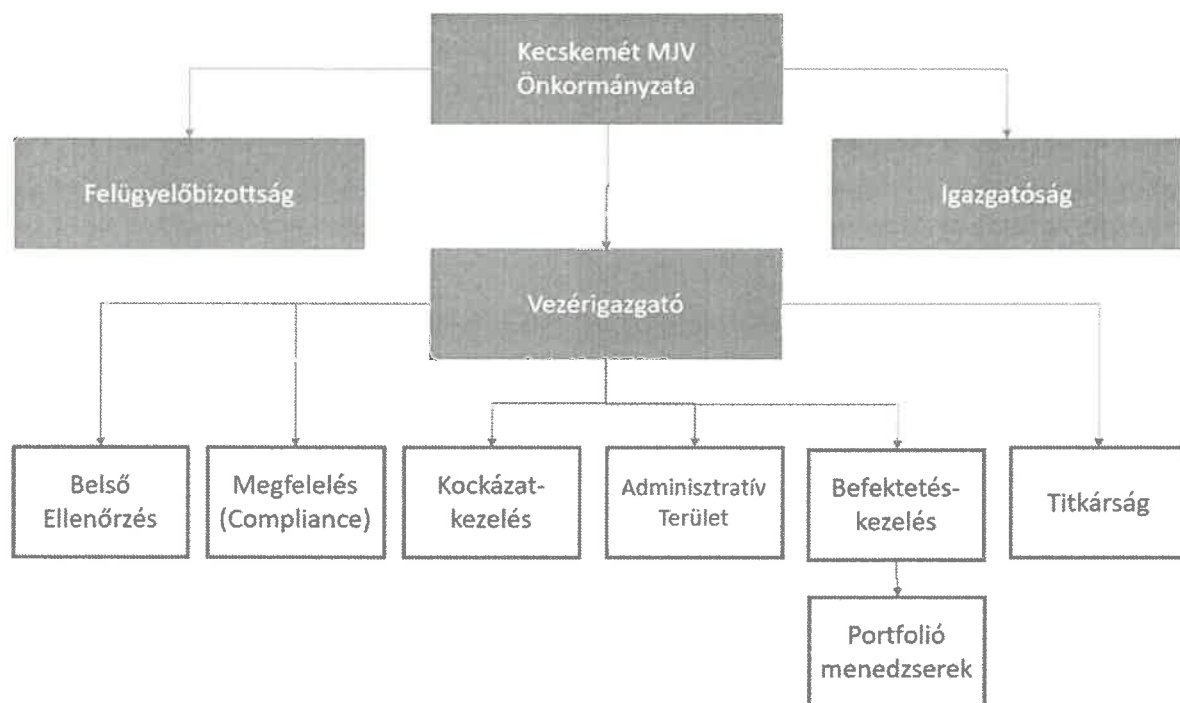 Kecskemét MJV
Önkormányzata
Felügyelőbizottság
Igazgatóság
Vezérigazgató
Belső
Ellenőrzés
Megfelelés
(Compliance)
Kockázat-
kezelés
Adminisztratív
Terület
Befektetés-
kezelés
Titkárság
Portfolió
menedzserek